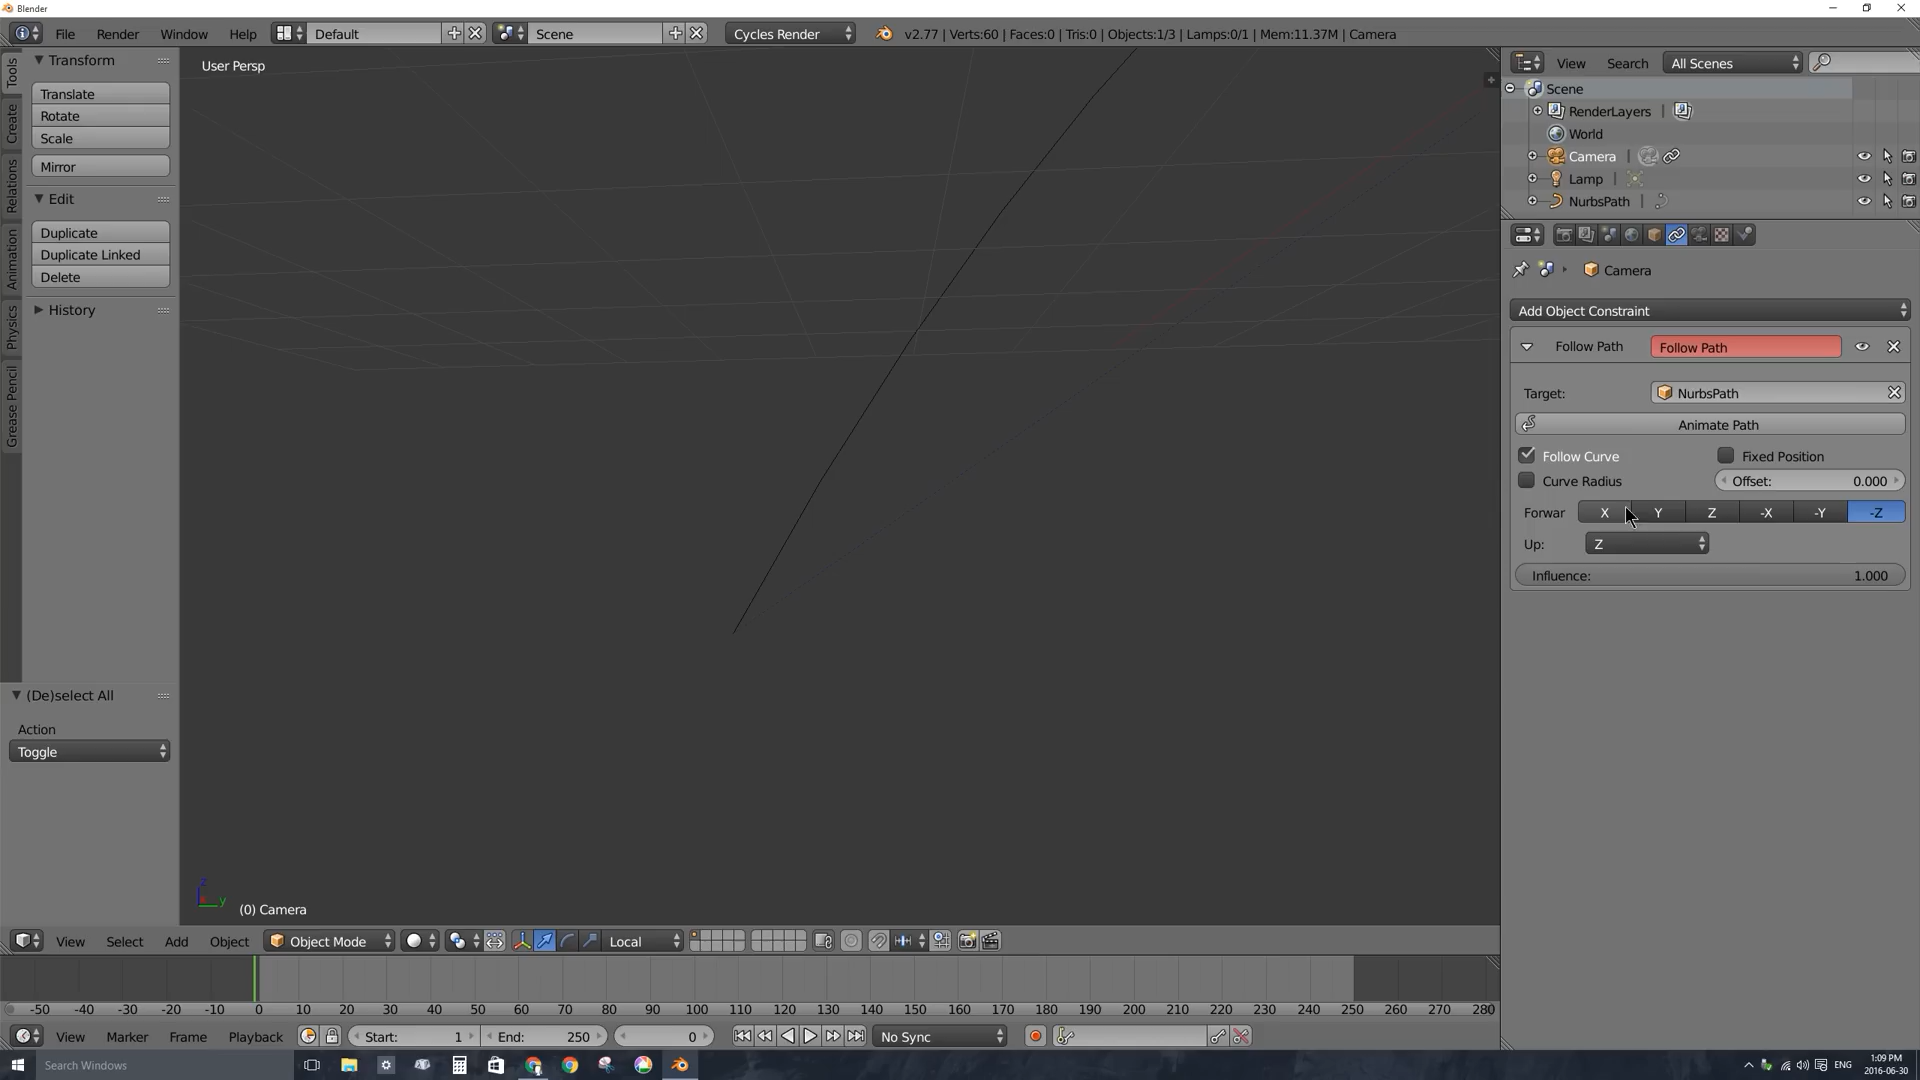 Blender
File Render Window Help Default Scene Cycles Render v2.77 | Verts:60 | Faces:0 | Tris:0 | Objects:1/3 | Lamps:0/1 | Mem:11.37M | Camera
Tools
Create
Relations
Animation
Physics
Grease Pencil
Transform
Translate
Rotate
Scale
Mirror
Edit
Duplicate
Duplicate Linked
Delete
History
(De)select All
Action
Toggle
User Persp
z
y
(0) Camera
View Search All Scenes
Scene
RenderLayers |
World
Camera |
Lamp |
NurbsPath |
Camera
Add Object Constraint
Follow Path Follow Path
Target: NurbsPath
Animate Path
Follow Curve Fixed Position
Curve Radius Offset: 0.000
Forwar X Y Z -X -Y -Z
Up: Z
Influence: 1.000
View Select Add Object Object Mode Local
-50 -40 -30 -20 -10 0 10 20 30 40 50 60 70 80 90 100 110 120 130 140 150 160 170 180 190 200 210 220 230 240 250 260 270 280
View Marker Frame Playback Start: 1 End: 250 0 No Sync
Search Windows
ENG
1:09 PM
2016-06-30